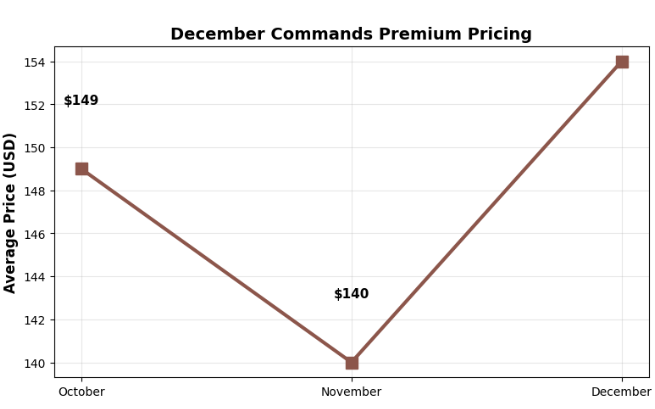 December Commands Premium Pricing
Average Price (USD)
154
152
150
148
146
144
142
140
$149
$140
October
November
December